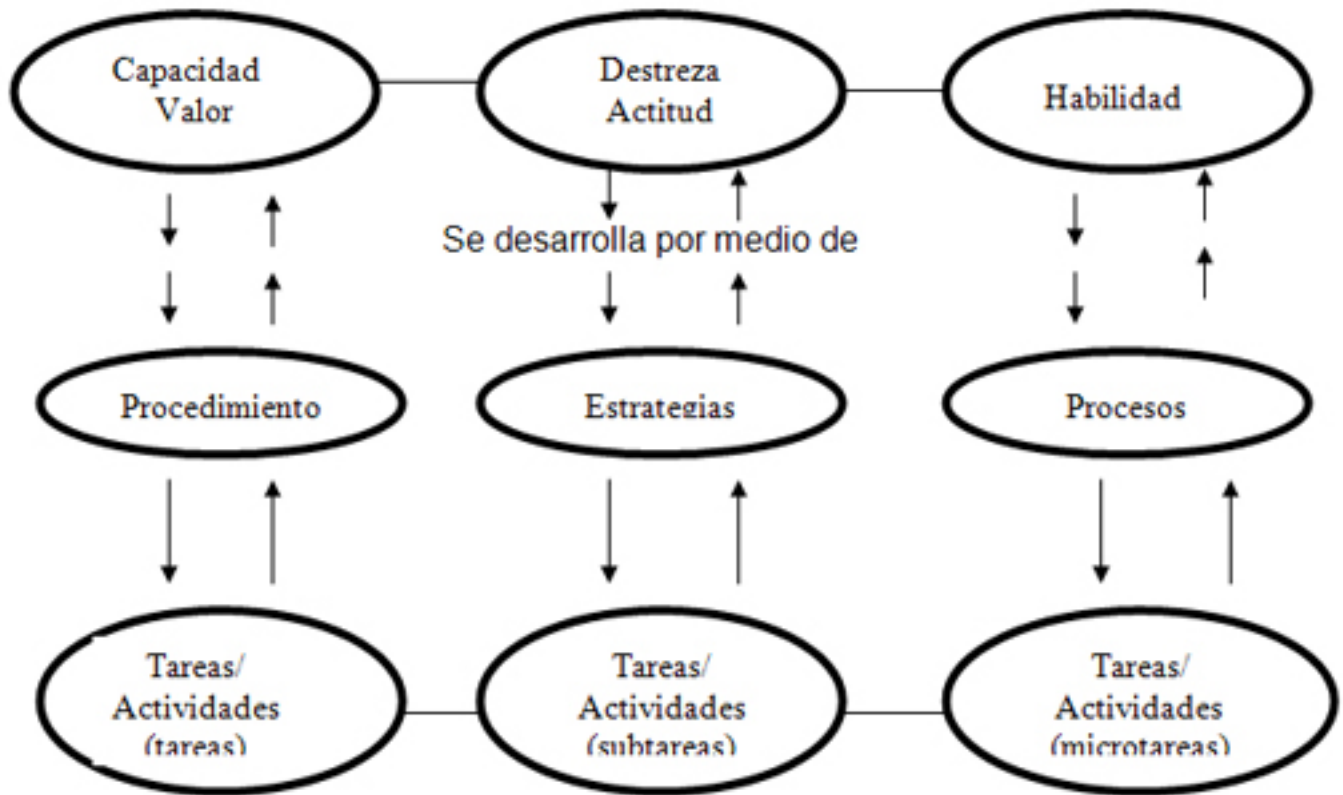 Capacidad
Valor
Destreza
Actitud
Habilidad
Se desarrolla por medio de
Procedimiento
Estrategias
Procesos
Tareas/
Actividades
(tareas)
Tareas/
Actividades
(subtareas)
Tareas/
Actividades
(microtareas)